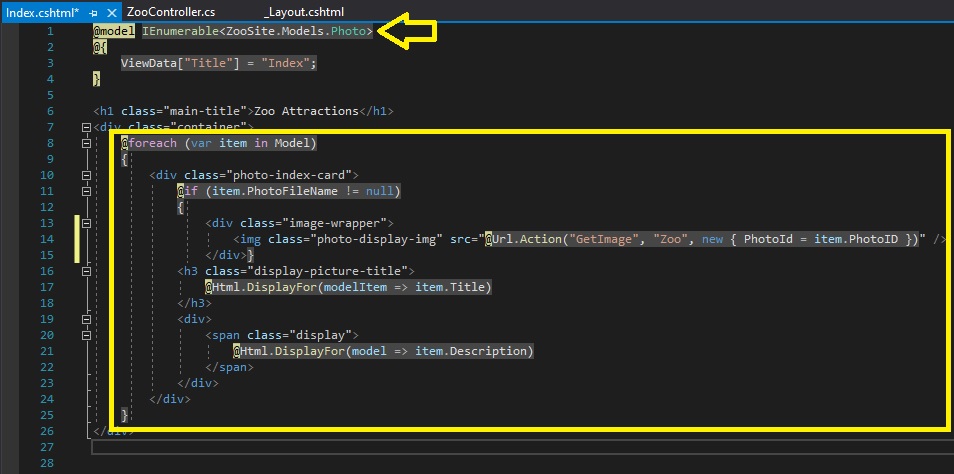 Index.cshtml* ZooController.cs _Layout.cshtml
1 @model IEnumerable<ZooSite.Models.Photo>
2 @{
3 ViewData["Title"] = "Index";
4 }
5
6 <h1 class="main-title">Zoo Attractions</h1>
7 <div class="container">
8 @foreach (var item in Model)
9 {
10 <div class="photo-index-card">
11 @if (item.PhotoFileName != null)
12 {
13 <div class="image-wrapper">
14 <img class="photo-display-img" src="@Url.Action("GetImage", "Zoo", new { PhotoId = item.PhotoID })" />
15 </div>}
16 <h3 class="display-picture-title">
17 @Html.DisplayFor(modelItem => item.Title)
18 </h3>
19 <div>
20 <span class="display">
21 @Html.DisplayFor(model => item.Description)
22 </span>
23 </div>
24 </div>
25 }
26 </div>
27
28